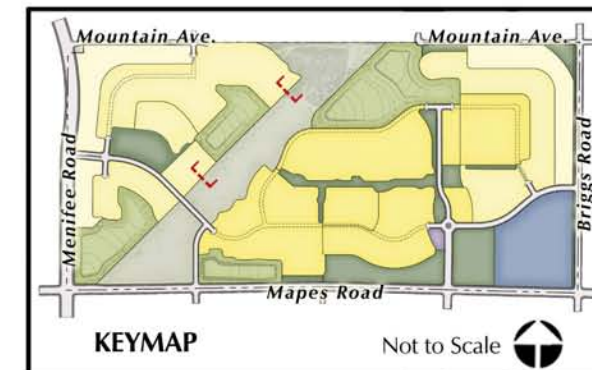 Mountain Ave.
Mountain Ave.
Menifee Road
Briggs Road
Mapes Road
KEYMAP
Not to Scale